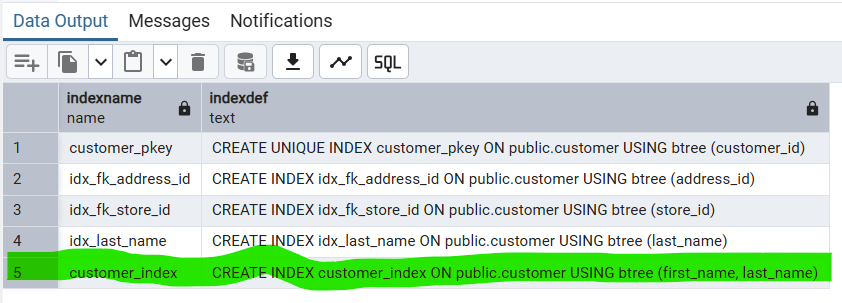 Data Output Messages Notifications
SQL
indexname indexdef
name text
1 customer_pkey CREATE UNIQUE INDEX customer_pkey ON public.customer USING btree (customer_id)
2 idx_fk_address_id CREATE INDEX idx_fk_address_id ON public.customer USING btree (address_id)
3 idx_fk_store_id CREATE INDEX idx_fk_store_id ON public.customer USING btree (store_id)
4 idx_last_name CREATE INDEX idx_last_name ON public.customer USING btree (last_name)
5 customer_index CREATE INDEX customer_index ON public.customer USING btree (first_name, last_name)